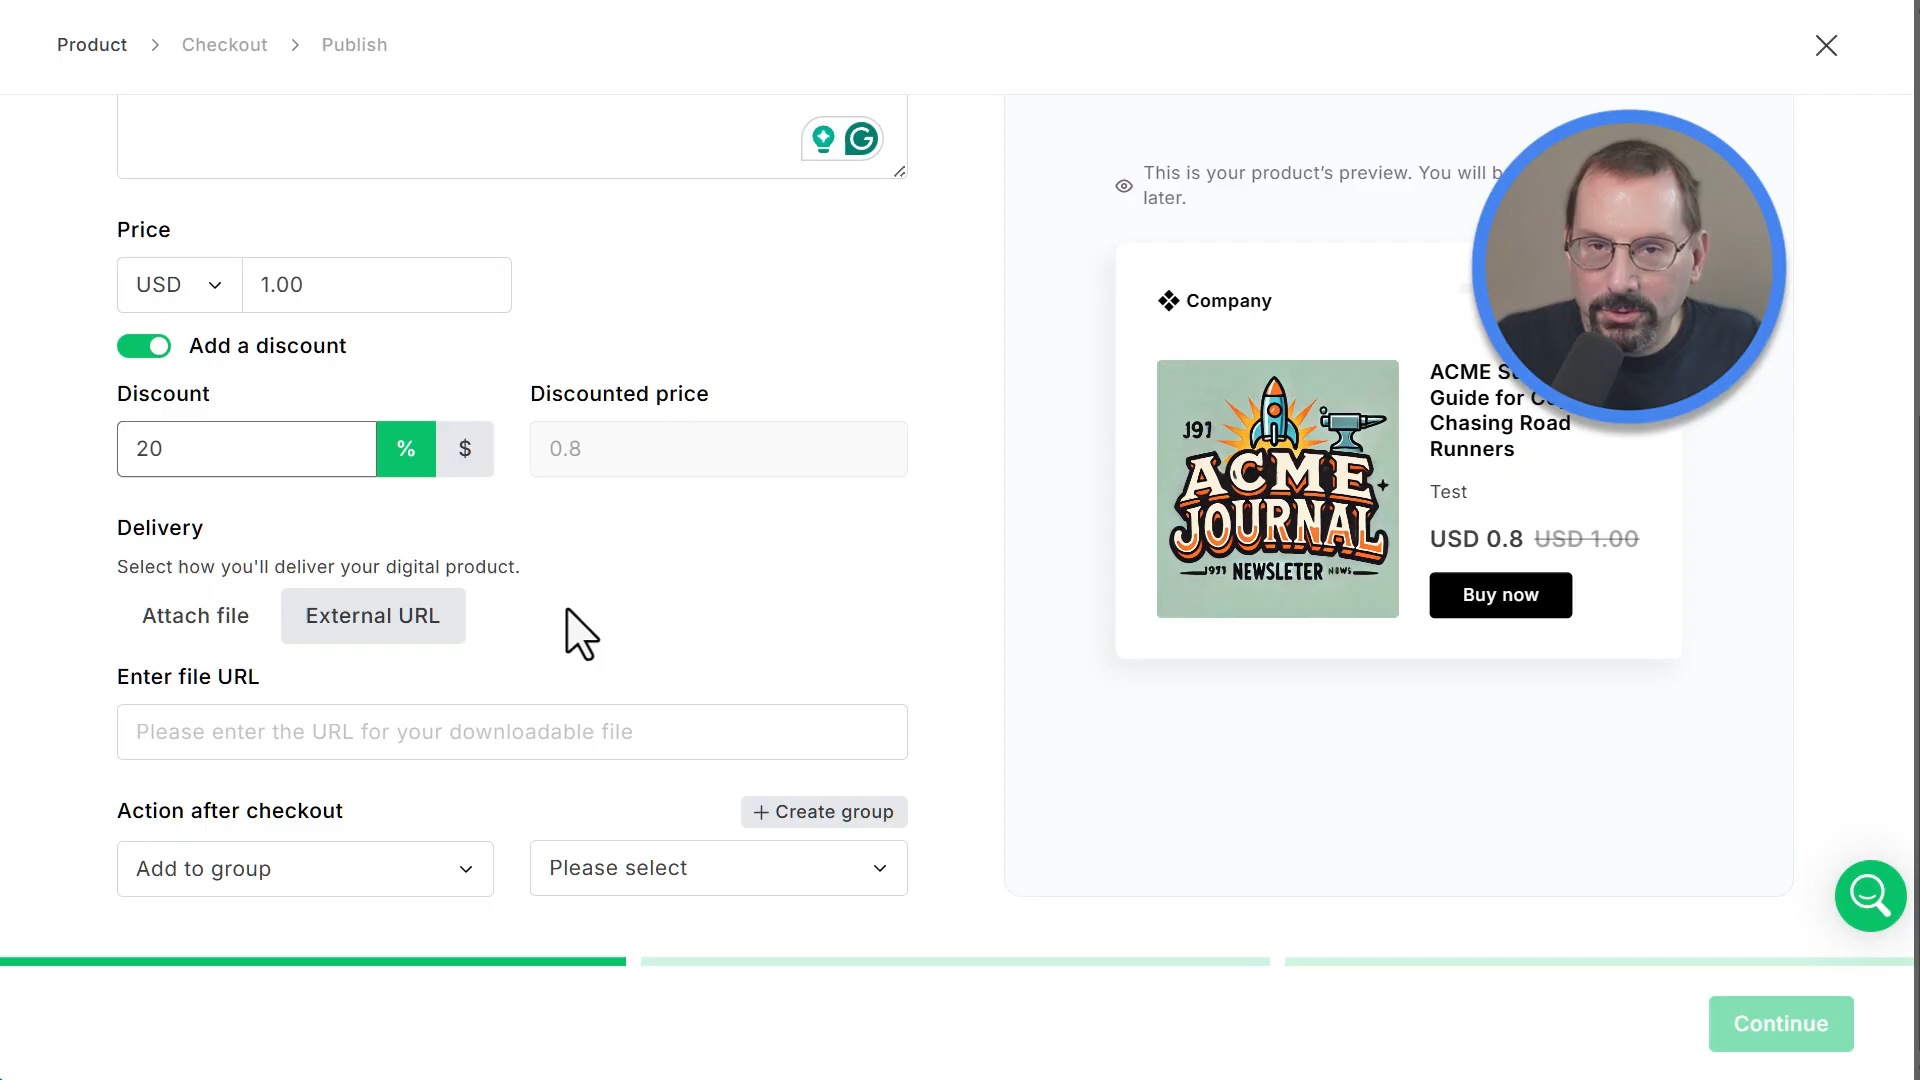 Product > Checkout > Publish
Price
USD 1.00
Add a discount
Discount
Discounted price
20 % $
0.8
Delivery
Select how you'll deliver your digital product.
Attach file External URL
Enter file URL
Please enter the URL for your downloadable file
Action after checkout
+ Create group
Add to group
Please select
This is your product’s preview. You will
later.
Company
ACME
JOURNAL
NEWSLETER
ACME
Guide for
Chasing Road
Runners
Test
USD 0.8 USD 1.00
Buy now
Continue